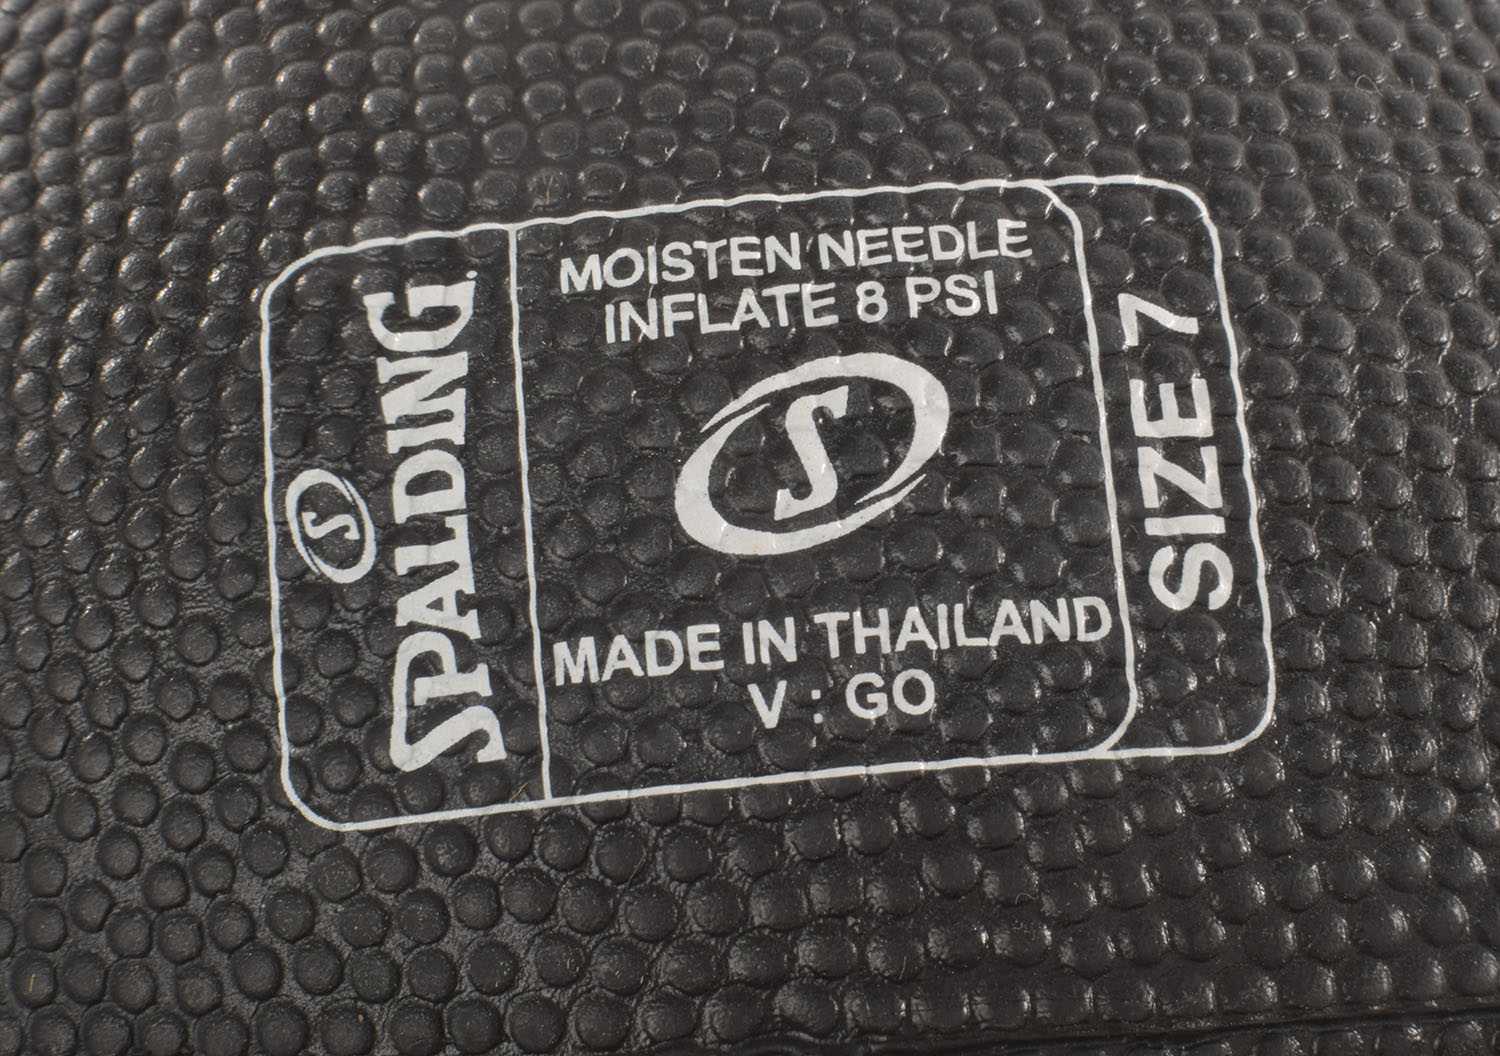 S
SPALDING
MOISTEN NEEDLE
INFLATE 8 PSI
S
MADE IN THAILAND
V : GO
SIZE 7